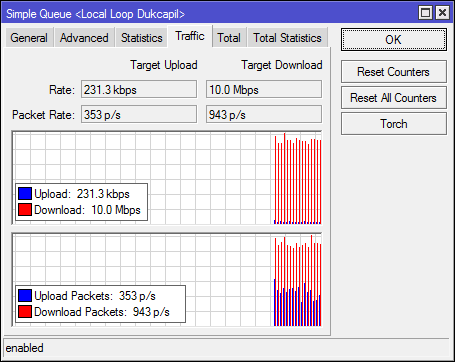 Simple Queue <Local Loop Dukcapil>
General Advanced Statistics Traffic Total Total Statistics
OK
Target Upload Target Download
Reset Counters
Rate: 231.3 kbps 10.0 Mbps
Reset All Counters
Packet Rate: 353 p/s 943 p/s
Torch
Upload: 231.3 kbps
Download: 10.0 Mbps
Upload Packets: 353 p/s
Download Packets: 943 p/s
enabled